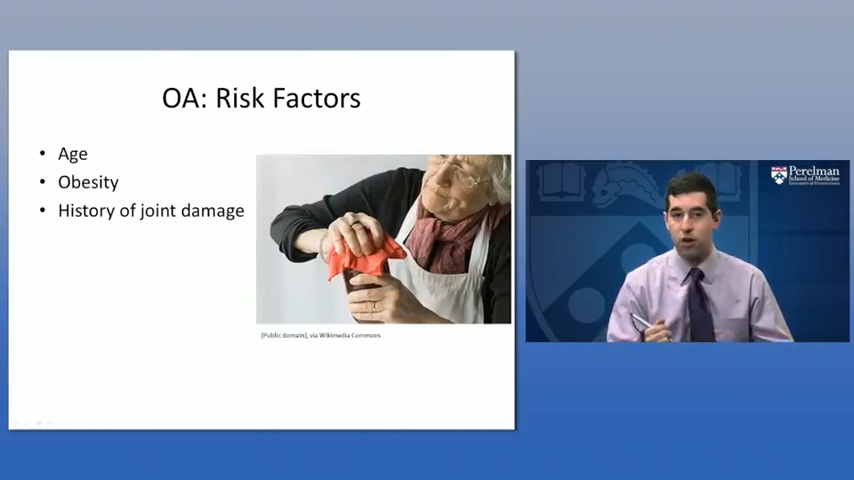 OA: Risk Factors
• Age
• Obesity
• History of joint damage
[Public domain], via Wikimedia Commons
Perelman
School of Medicine
University of Pennsylvania